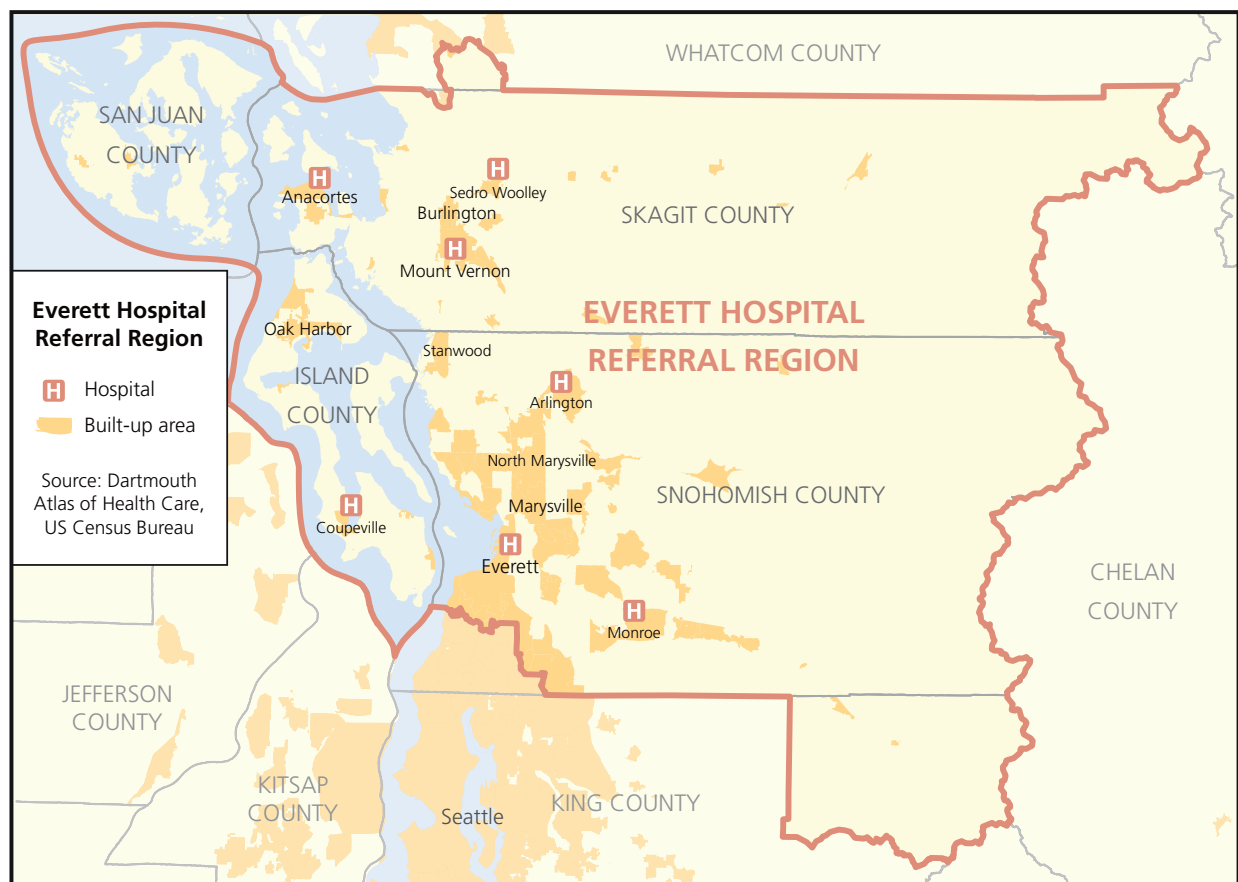 WHATCOM COUNTY
SAN JUAN
COUNTY
H
Anacortes
H
Sedro Woolley
Burlington
SKAGIT COUNTY
H
Mount Vernon
Everett Hospital
Referral Region
H Hospital
Built-up area
Source: Dartmouth
Atlas of Health Care,
US Census Bureau
EVERETT HOSPITAL
REFERRAL REGION
Oak Harbor
Stanwood
ISLAND
COUNTY
H
Arlington
North Marysville
SNOHOMISH COUNTY
Marysville
H
Coupeville
H
Everett
CHELAN
COUNTY
H
Monroe
JEFFERSON
COUNTY
KITSAP
COUNTY
KING COUNTY
Seattle